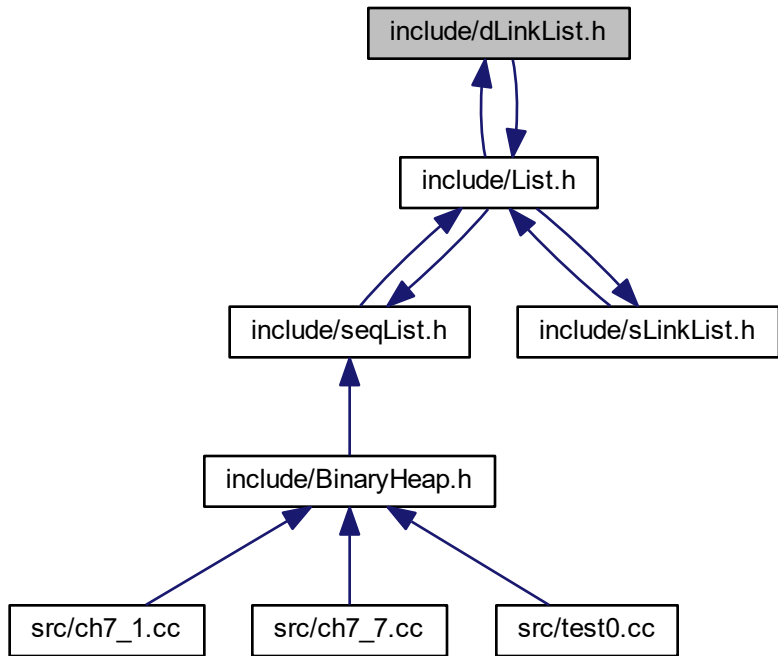 include/dLinkList.h
include/List.h
include/seqList.h
include/sLinkList.h
include/BinaryHeap.h
src/ch7_1.cc
src/ch7_7.cc
src/test0.cc